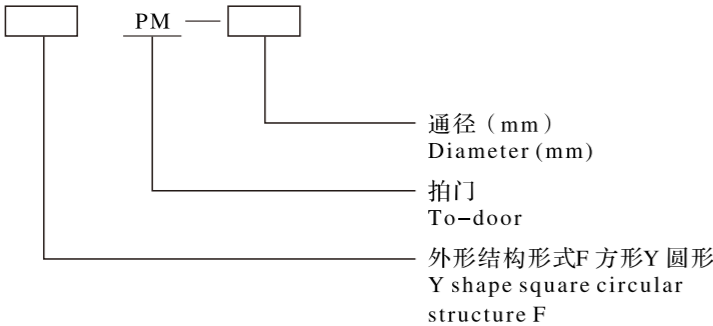 PM —
通径（mm）
Diameter (mm)
拍门
To-door
外形结构形式F 方形Y 圆形
Y shape square circular
structure F